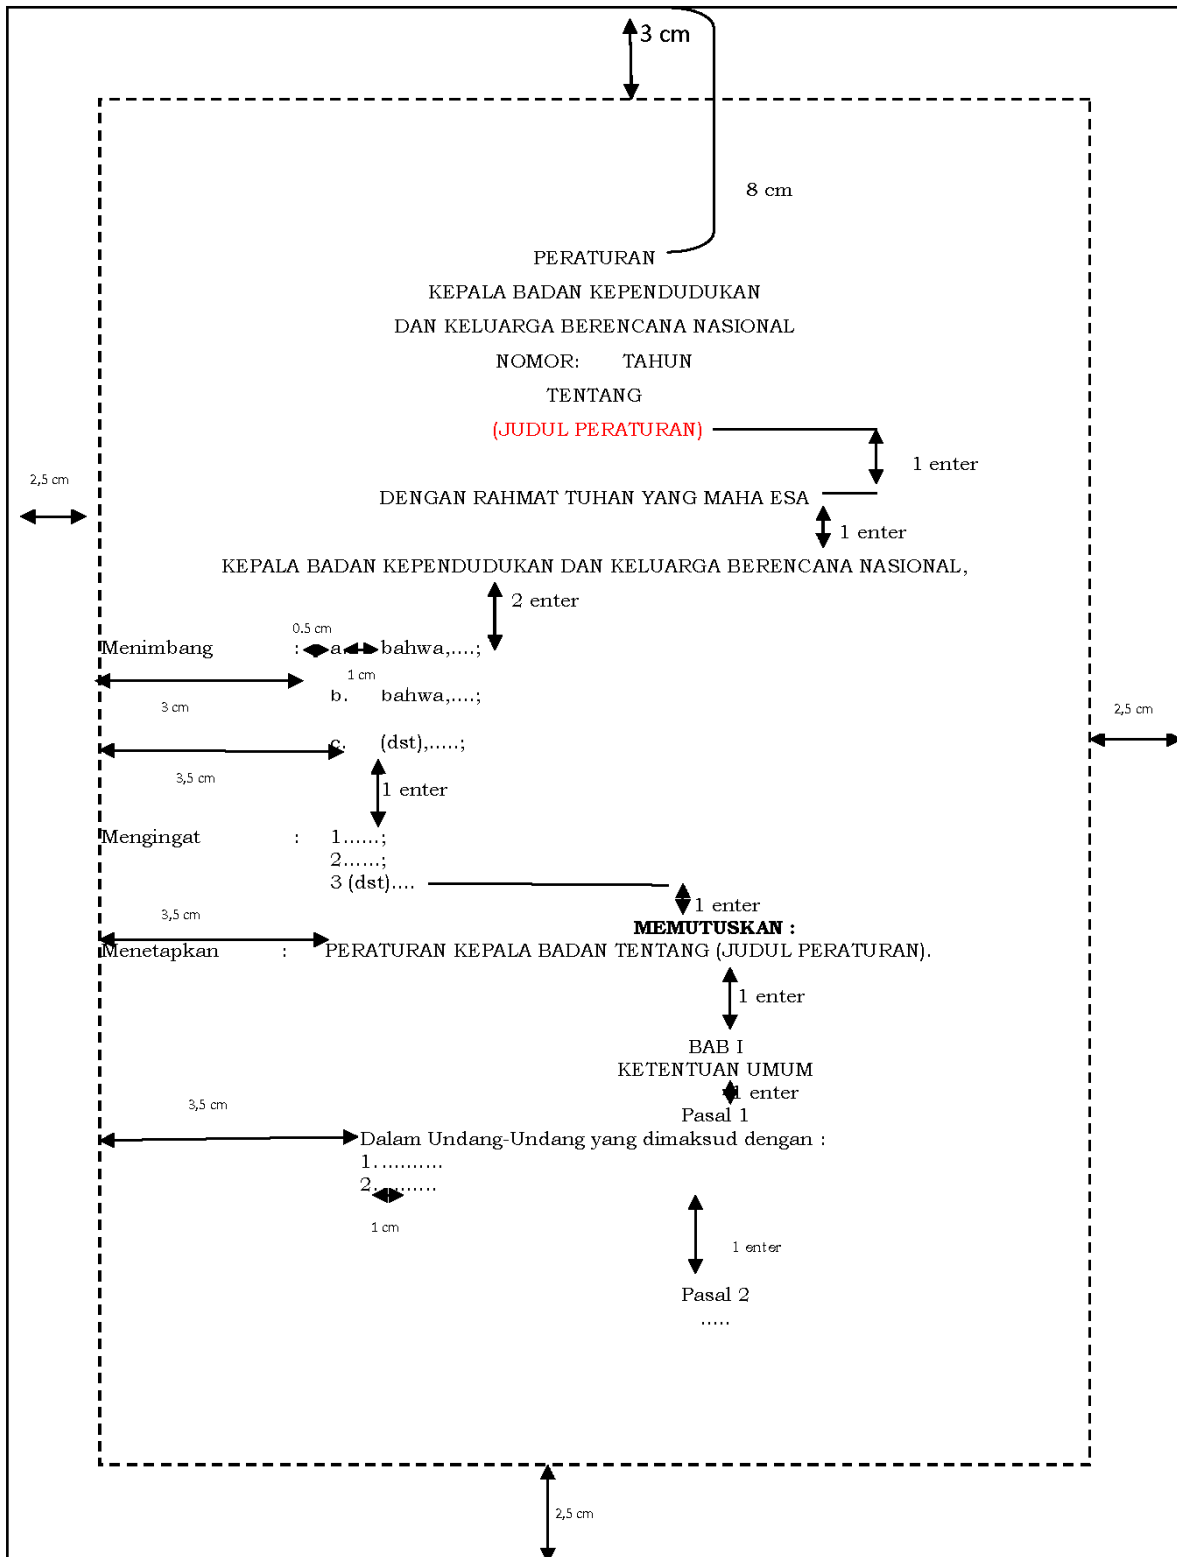 3 cm
8 cm
PERATURAN
KEPALA BADAN KEPENDUDUKAN
DAN KELUARGA BERENCANA NASIONAL
NOMOR: TAHUN
TENTANG
(JUDUL PERATURAN)
1 enter
2,5 cm
DENGAN RAHMAT TUHAN YANG MAHA ESA
1 enter
KEPALA BADAN KEPENDUDUKAN DAN KELUARGA BERENCANA NASIONAL,
2 enter
0.5 cm
Menimbang : a. bahwa,....;
1 cm
b. bahwa,....;
3 cm
2,5 cm
c. (dst),.....;
3,5 cm
1 enter
Mengingat : 1......;
2......;
3 (dst)....
1 enter
3,5 cm
MEMUTUSKAN :
Menetapkan : PERATURAN KEPALA BADAN TENTANG (JUDUL PERATURAN).
1 enter
BAB I
KETENTUAN UMUM
1 enter
3,5 cm
Pasal 1
Dalam Undang-Undang yang dimaksud dengan :
1. ..........
2. .........
1 cm
1 enter
Pasal 2
.....
2,5 cm